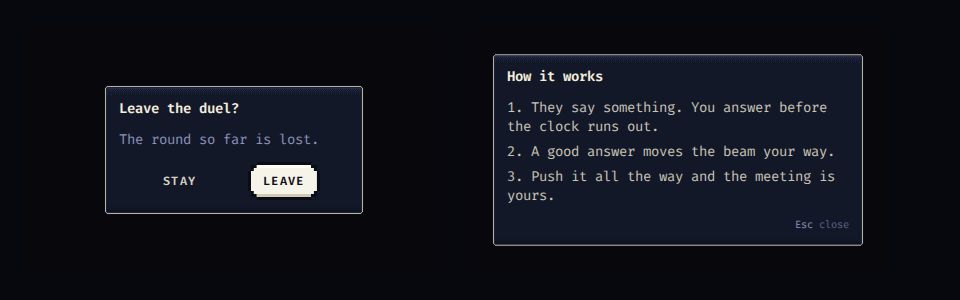 Leave the duel?
The round so far is lost.
STAY
LEAVE
How it works
1. They say something. You answer before
the clock runs out.
2. A good answer moves the beam your way.
3. Push it all the way and the meeting is
yours.
Esc close